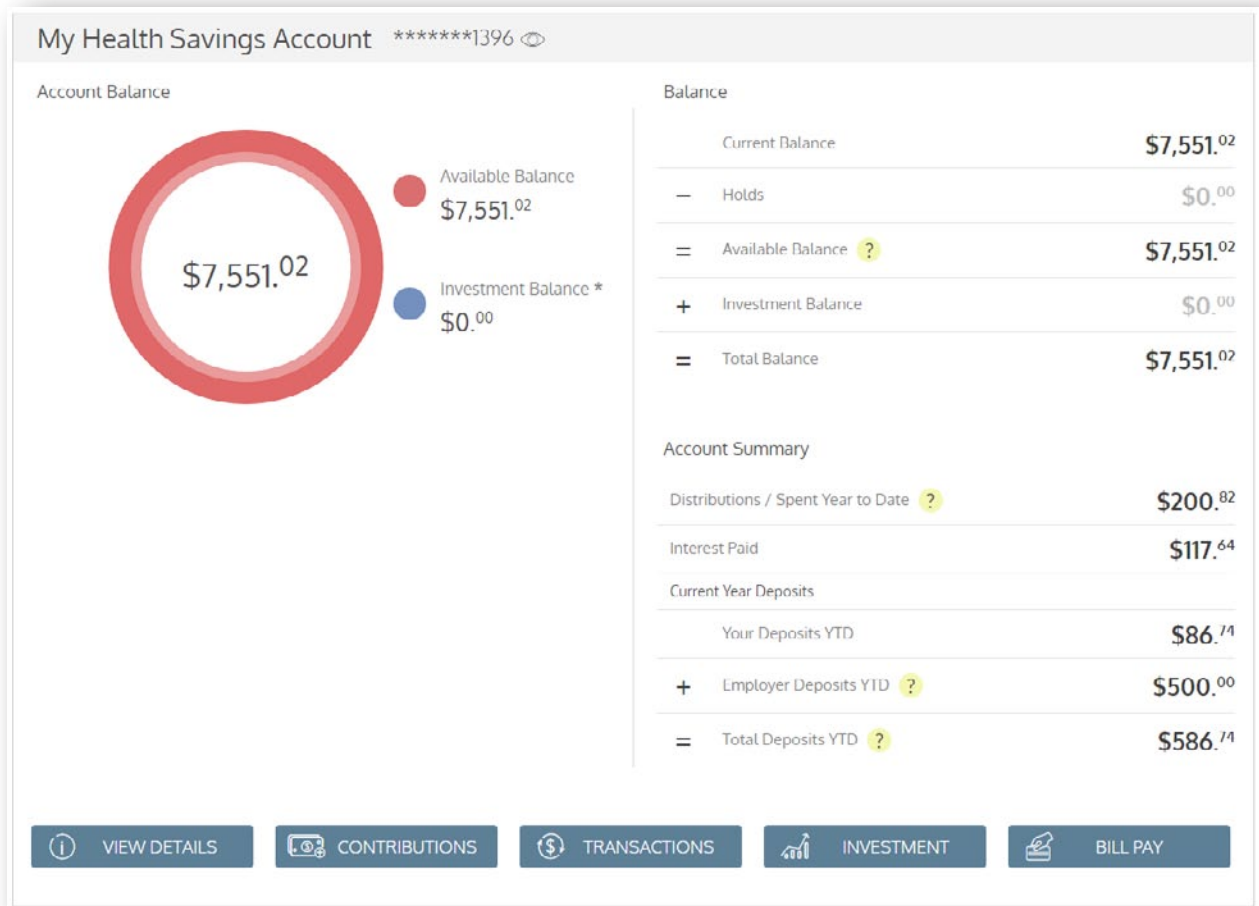 My Health Savings Account *******1396
Account Balance
$7,551.02
Available Balance
$7,551.02
Investment Balance *
$0.00
Balance
Current Balance $7,551.02
– Holds $0.00
= Available Balance ? $7,551.02
+ Investment Balance $0.00
= Total Balance $7,551.02
Account Summary
Distributions / Spent Year to Date ? $200.82
Interest Paid $117.64
Current Year Deposits
Your Deposits YTD $86.74
+ Employer Deposits YTD ? $500.00
= Total Deposits YTD ? $586.74
VIEW DETAILS CONTRIBUTIONS TRANSACTIONS INVESTMENT BILL PAY